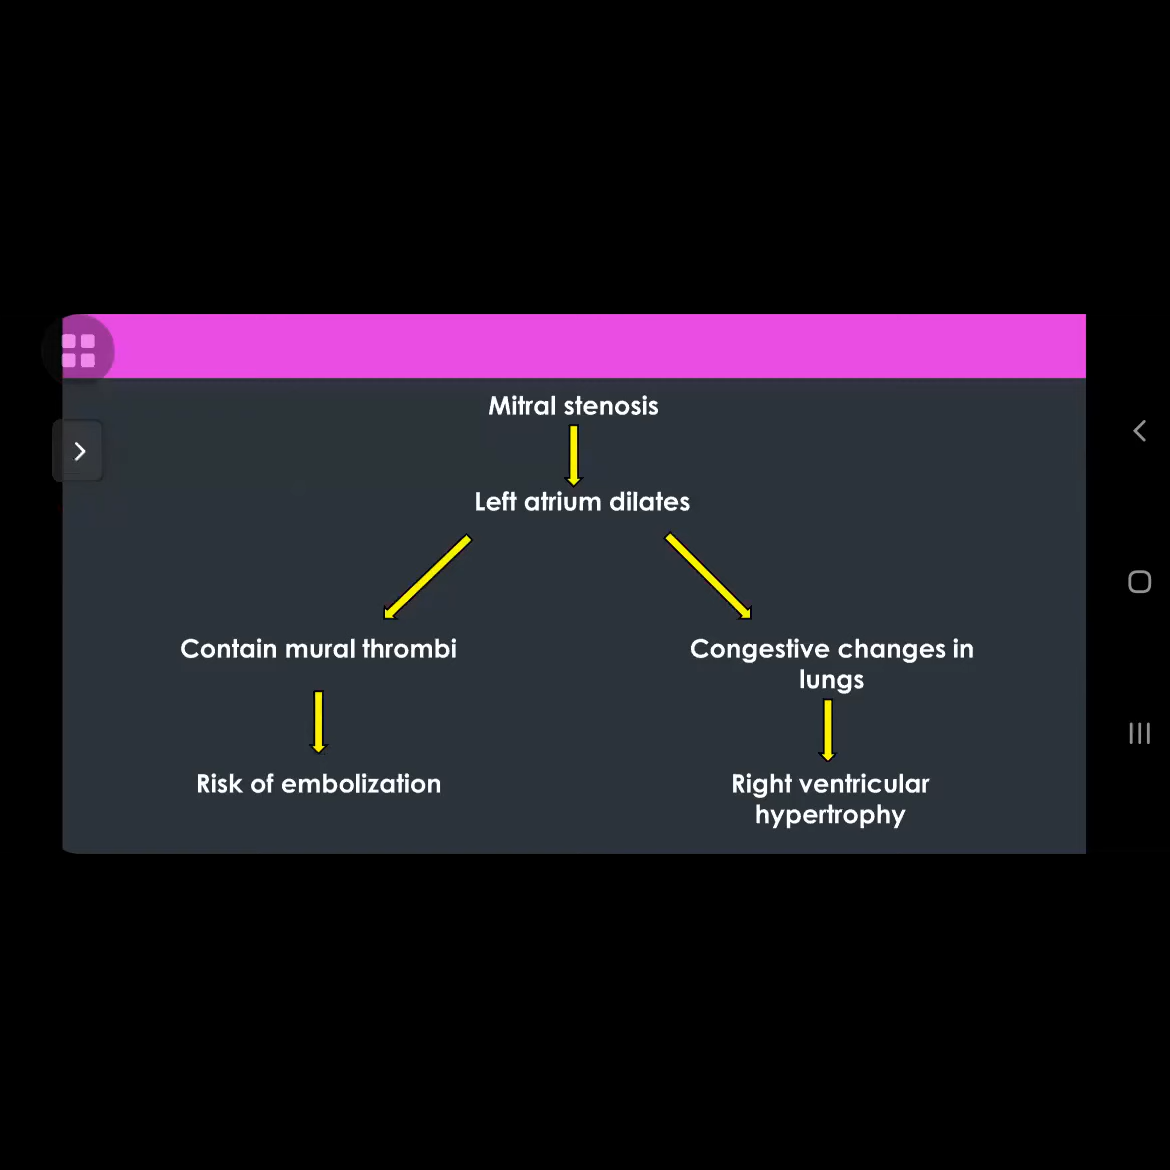 Mitral stenosis
Left atrium dilates
Contain mural thrombi
Congestive changes in
lungs
Risk of embolization
Right ventricular
hypertrophy